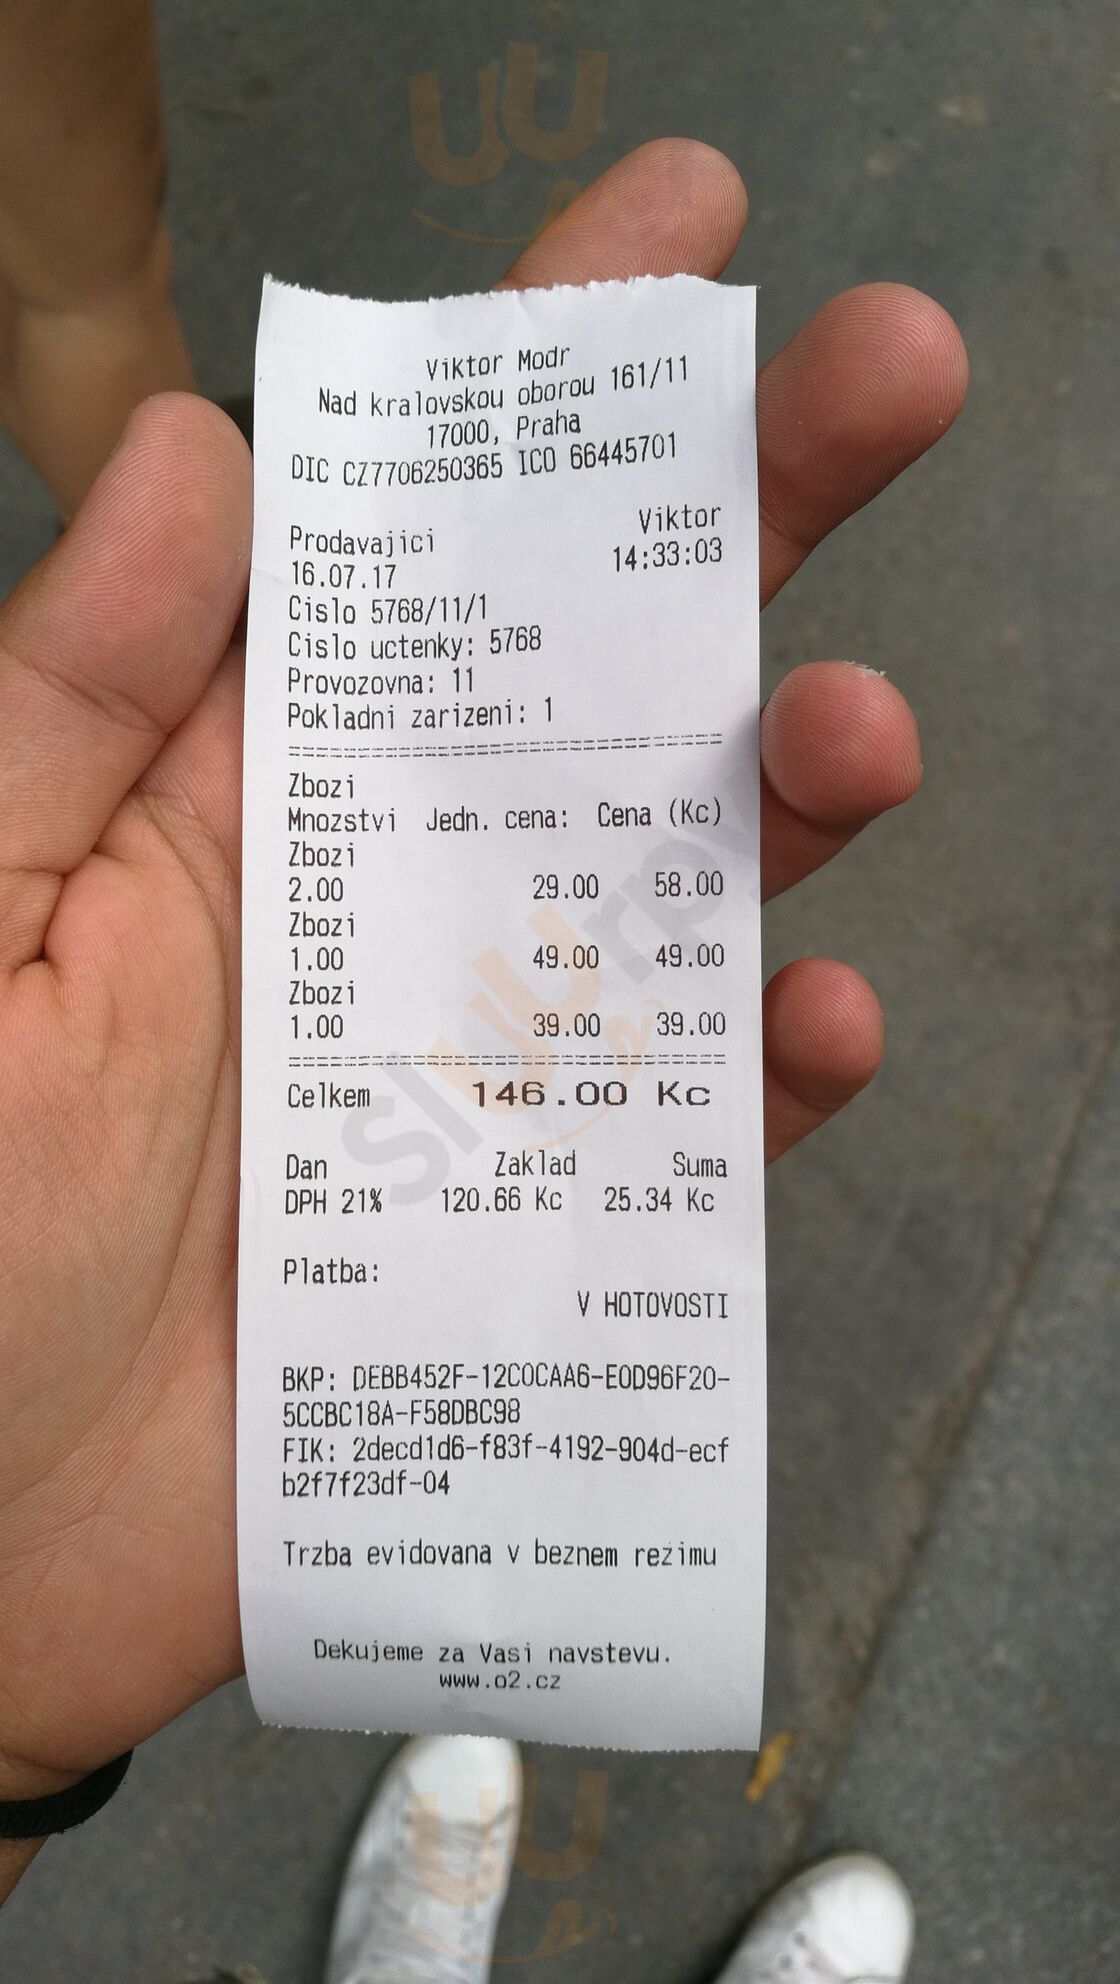 Viktor Modr
Nad kralovskou oborou 161/11
17000, Praha
DIC CZ7706250365 ICO 66445701
Prodavajici Viktor
16.07.17 14:33:03
Cislo 5768/11/1
Cislo uctenky: 5768
Provozovna: 11
Pokladni zarizeni: 1
Zbozi
Mnozstvi Jedn. cena: Cena (Kc)
Zbozi
2.00 29.00 58.00
Zbozi
1.00 49.00 49.00
Zbozi
1.00 39.00 39.00
Celkem 146.00 Kc
Dan Zaklad Suma
DPH 21% 120.66 Kc 25.34 Kc
Platba:
V HOTOVOSTI
BKP: DEBB452F-12C0CAA6-E0D96F20-
5CCBC18A-F58DBC98
FIK: 2decd1d6-f83f-4192-904d-ecf
b2f7f23df-04
Trzba evidovana v beznem rezimu
Dekujeme za Vasi navstevu.
www.o2.cz
slUUrpy